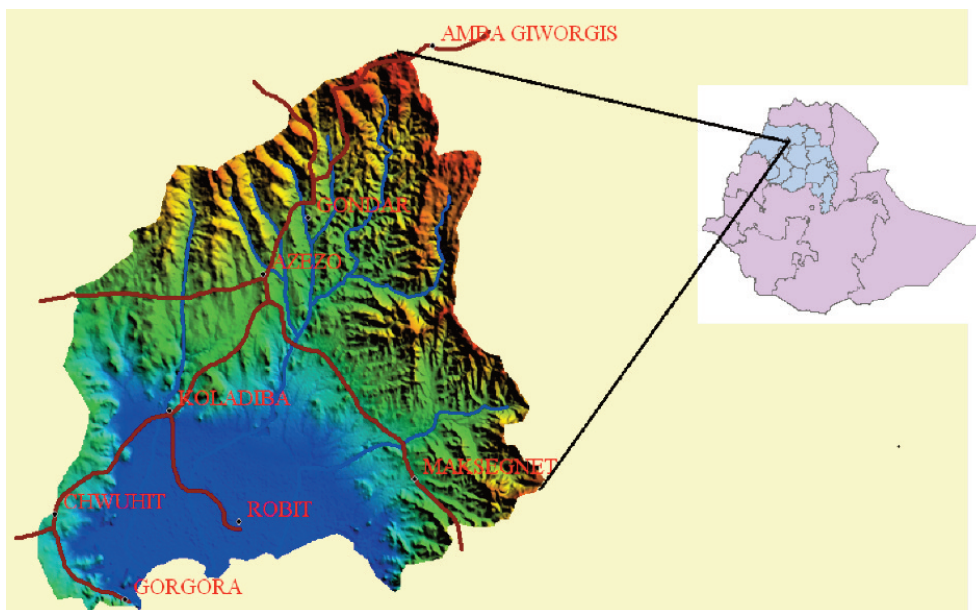 AMBA GIWORGIS
GONDAR
AZEZO
KOLADIBA
MAKSEGNET
CHWUHIT
ROBIT
GORGORA